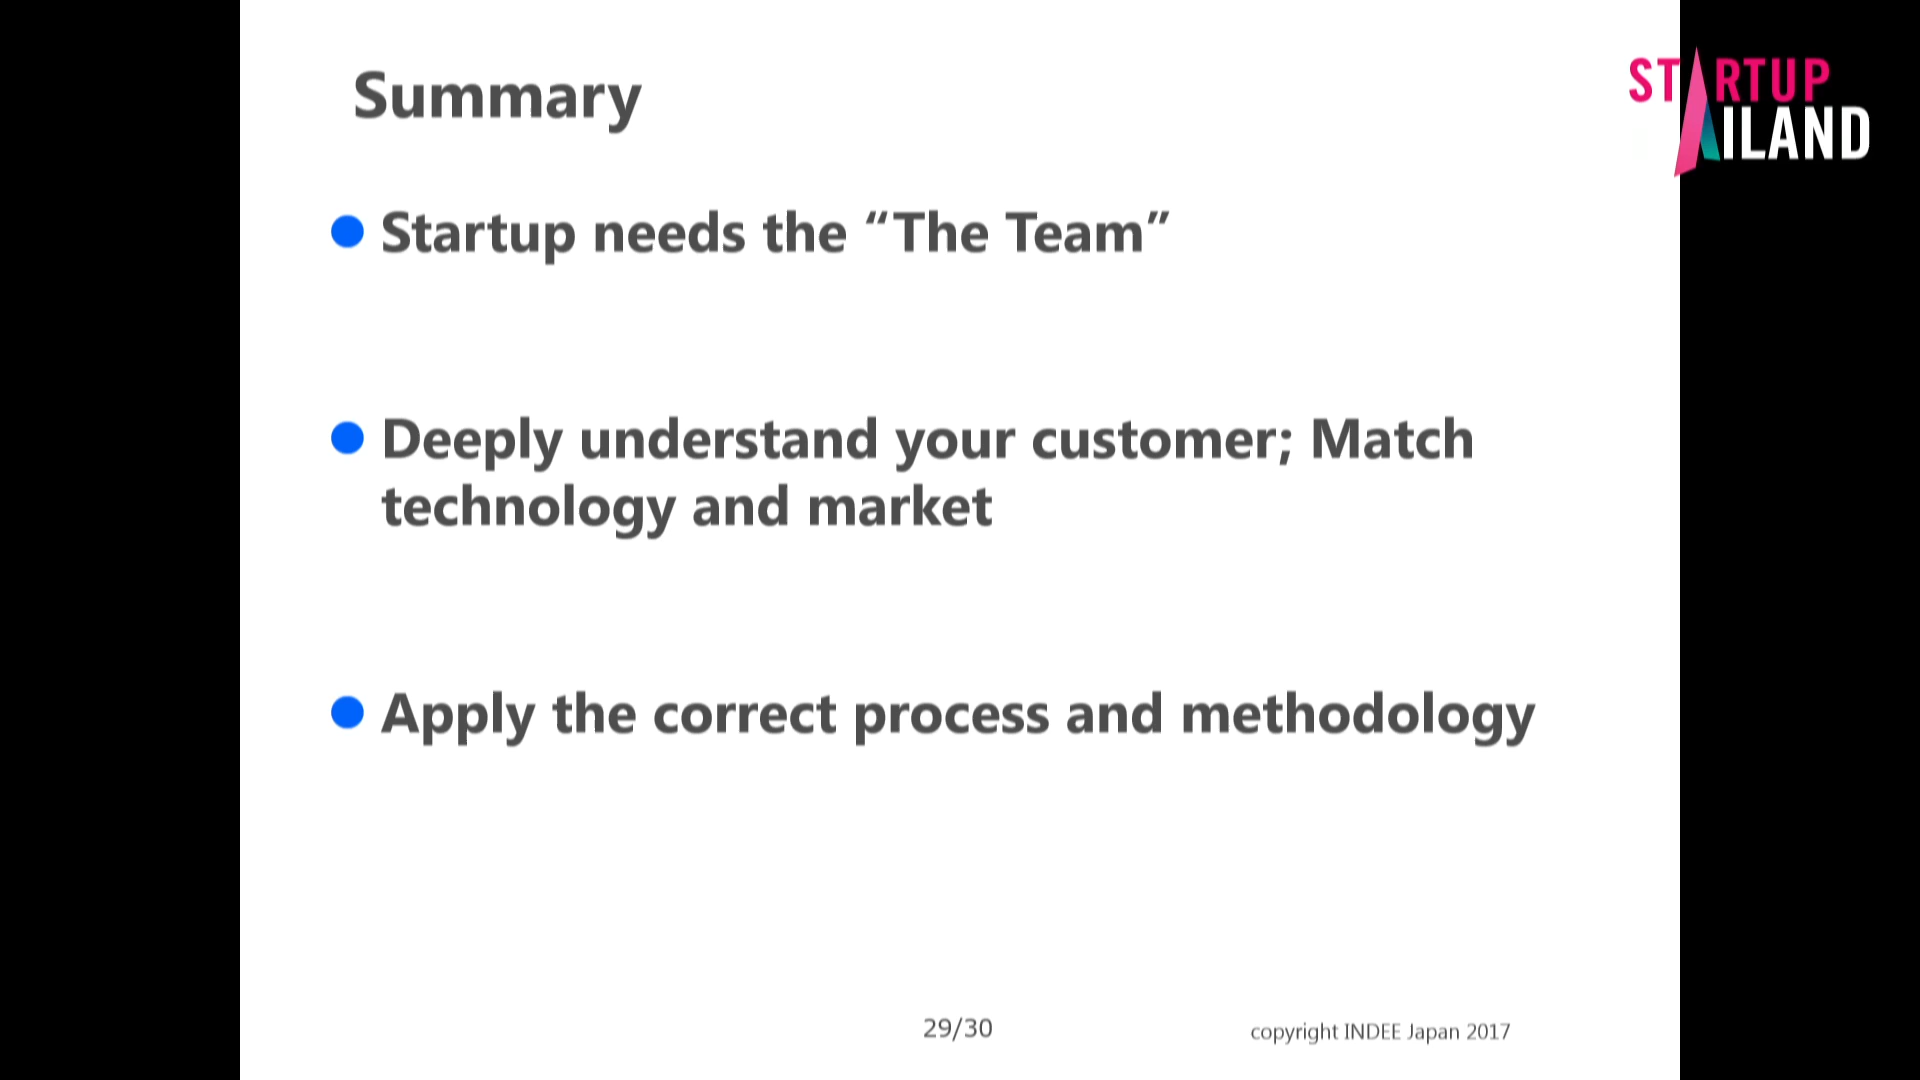 Summary
STARTUP
AILAND
Startup needs the “The Team”
Deeply understand your customer; Match
technology and market
Apply the correct process and methodology
29/30
copyright INDEE Japan 2017